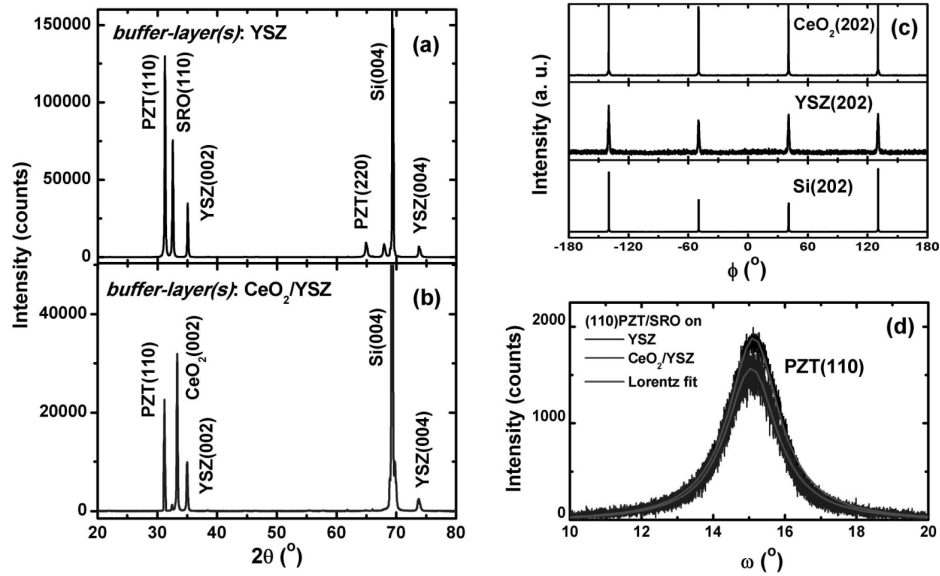 150000
100000
50000
0
buffer-layer(s): YSZ
(a)
PZT(110)
SRO(110)
YSZ(002)
PZT(220)
Si(004)
YSZ(004)
Intensity (counts)
40000
20000
0
buffer-layer(s): CeO₂/YSZ
(b)
PZT(110)
CeO₂(002)
YSZ(002)
Si(004)
YSZ(004)
20 30 40 50 60 70 80
2θ (°)
Intensity (a. u.)
(c)
CeO₂(202)
YSZ(202)
Si(202)
-180 -120 -60 0 60 120 180
ϕ (°)
Intensity (counts)
2000
1000
0
(110)PZT/SRO on
YSZ
CeO₂/YSZ
Lorentz fit
(d)
PZT(110)
10 12 14 16 18 20
ω (°)